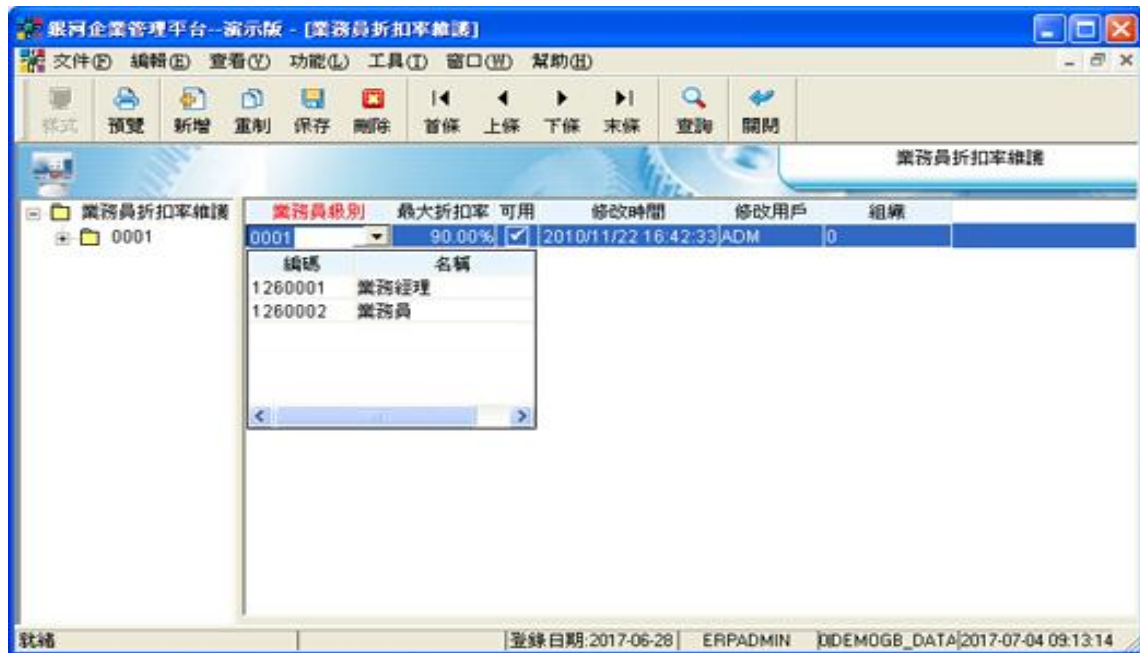 銀河企業管理平台--演示版 - [業務員折扣率維護]
文件(F) 編輯(E) 查看(V) 功能(L) 工具(T) 窗口(W) 幫助(H)
樣式 預覽 新增 重制 保存 刪除 首條 上條 下條 末條 查詢 關閉
業務員折扣率維護
業務員折扣率維護
0001
業務員級別 最大折扣率 可用 修改時間 修改用戶 組織
0001 90.00% 2010/11/22 16:42:33 ADM 0
編碼 名稱
1260001 業務經理
1260002 業務員
就緒 登錄日期:2017-06-28 ERPADMIN DEMOGB_DATA 2017-07-04 09:13:14